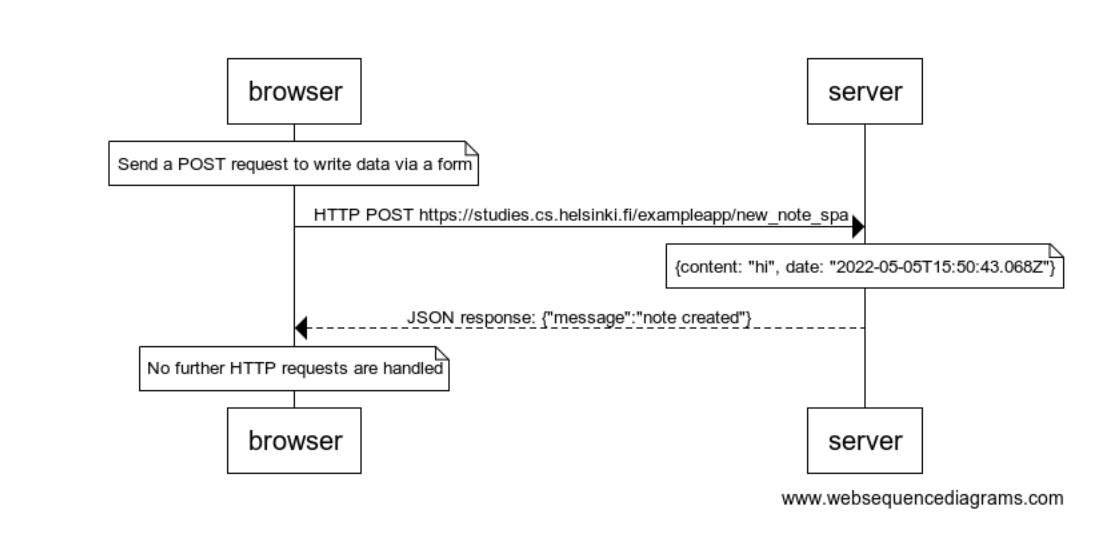 browser
server
Send a POST request to write data via a form
HTTP POST https://studies.cs.helsinki.fi/exampleapp/new_note_spa
{content: "hi", date: "2022-05-05T15:50:43.068Z"}
JSON response: {"message":"note created"}
No further HTTP requests are handled
browser
server
www.websequencediagrams.com